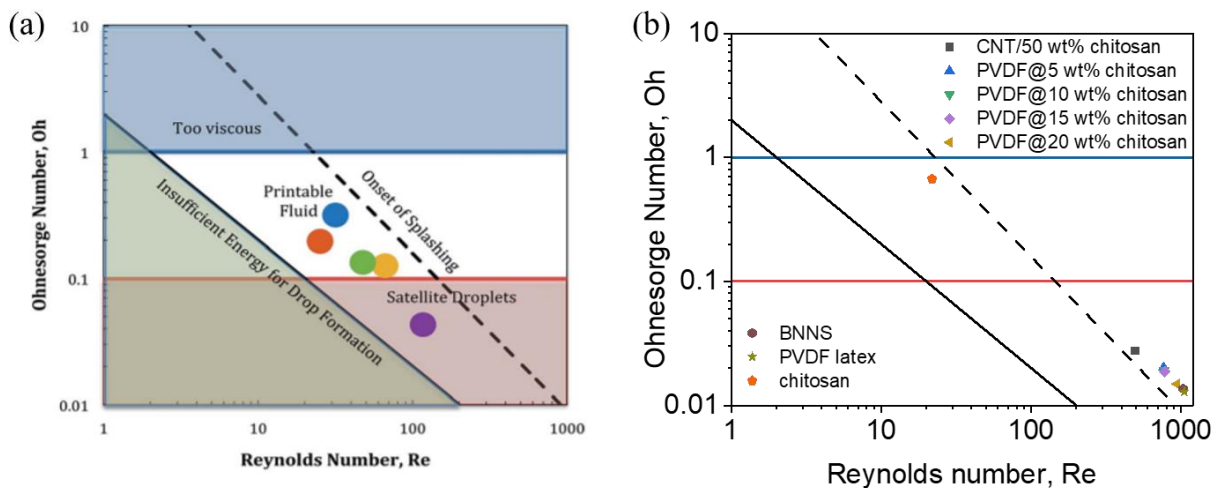 (a)
Ohnesorge Number, Oh
10
1
0.1
0.01
Too viscous
Printable
Fluid
Onset of Splashing
Insufficient Energy for Drop Formation
Satellite Droplets
1
10
100
1000
Reynolds Number, Re
(b)
Ohnesorge Number, Oh
10
1
0.1
0.01
CNT/50 wt% chitosan
PVDF@5 wt% chitosan
PVDF@10 wt% chitosan
PVDF@15 wt% chitosan
PVDF@20 wt% chitosan
BNNS
PVDF latex
chitosan
1
10
100
1000
Reynolds number, Re